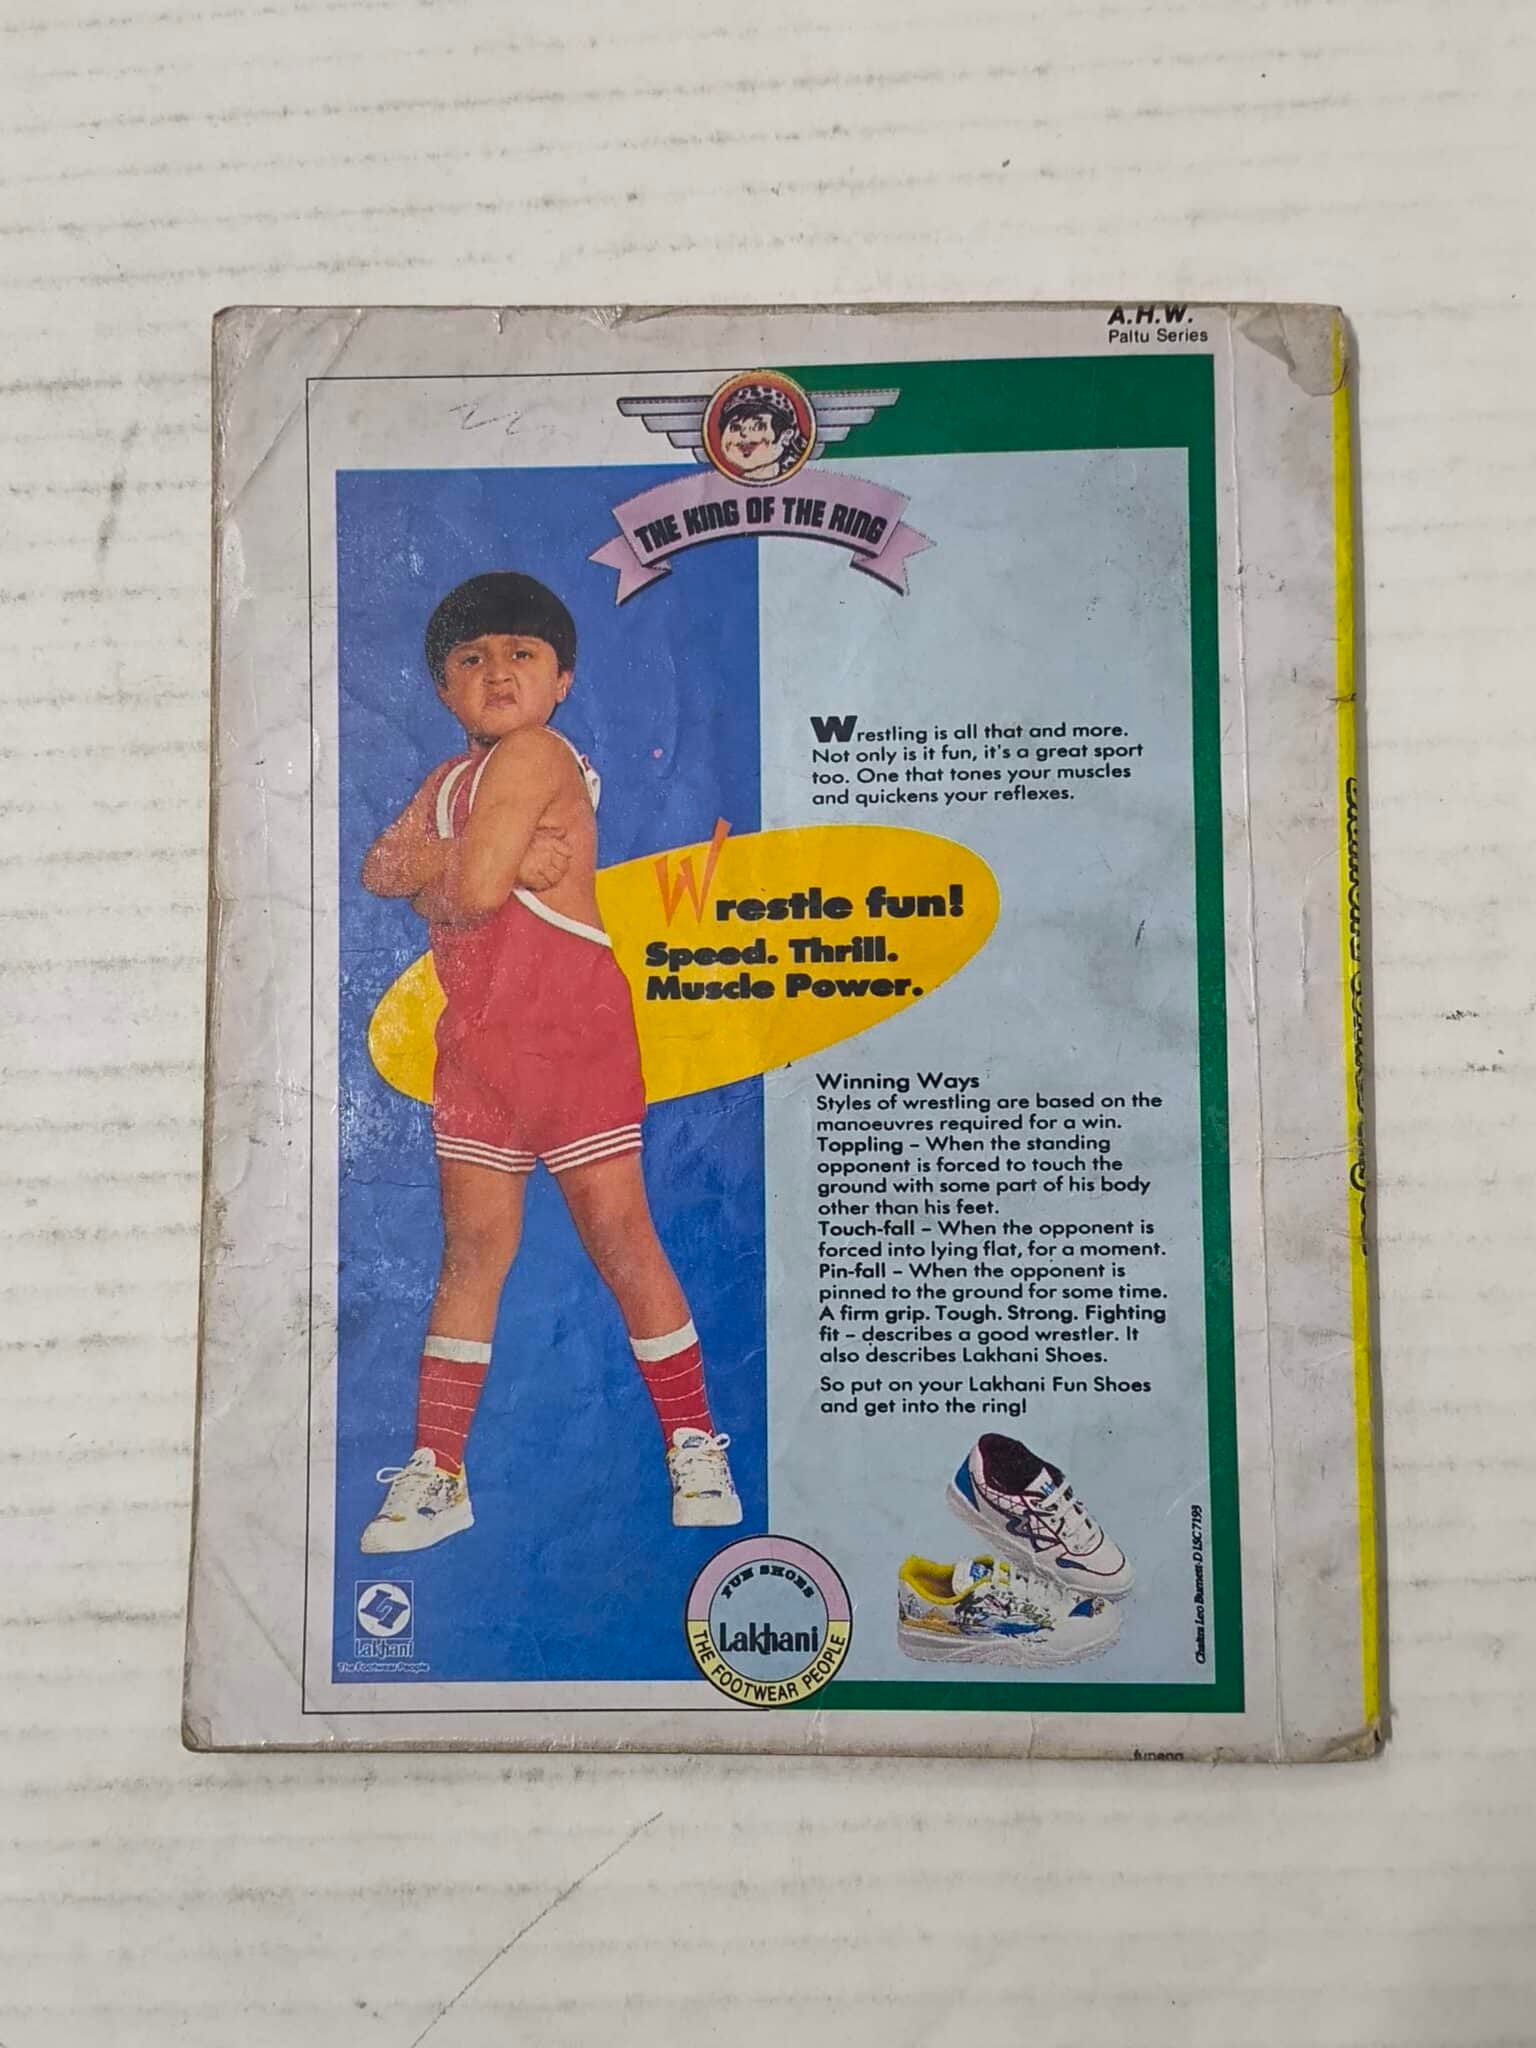 A.H.W.
Paltu Series
THE KING OF THE RING
Wrestling is all that and more.
Not only is it fun, it's a great sport
too. One that tones your muscles
and quickens your reflexes.
Wrestle fun!
Speed. Thrill.
Muscle Power.
Winning Ways
Styles of wrestling are based on the
manoeuvres required for a win.
Toppling – When the standing
opponent is forced to touch the
ground with some part of his body
other than his feet.
Touch-fall – When the opponent is
forced into lying flat, for a moment.
Pin-fall – When the opponent is
pinned to the ground for some time.
A firm grip. Tough. Strong. Fighting
fit – describes a good wrestler. It
also describes Lakhani Shoes.
So put on your Lakhani Fun Shoes
and get into the ring!
Chaitra Leo Burnett-D LSC 7193
Lakhani
The Footwear People
FUN SHOES
Lakhani
THE FOOTWEAR PEOPLE